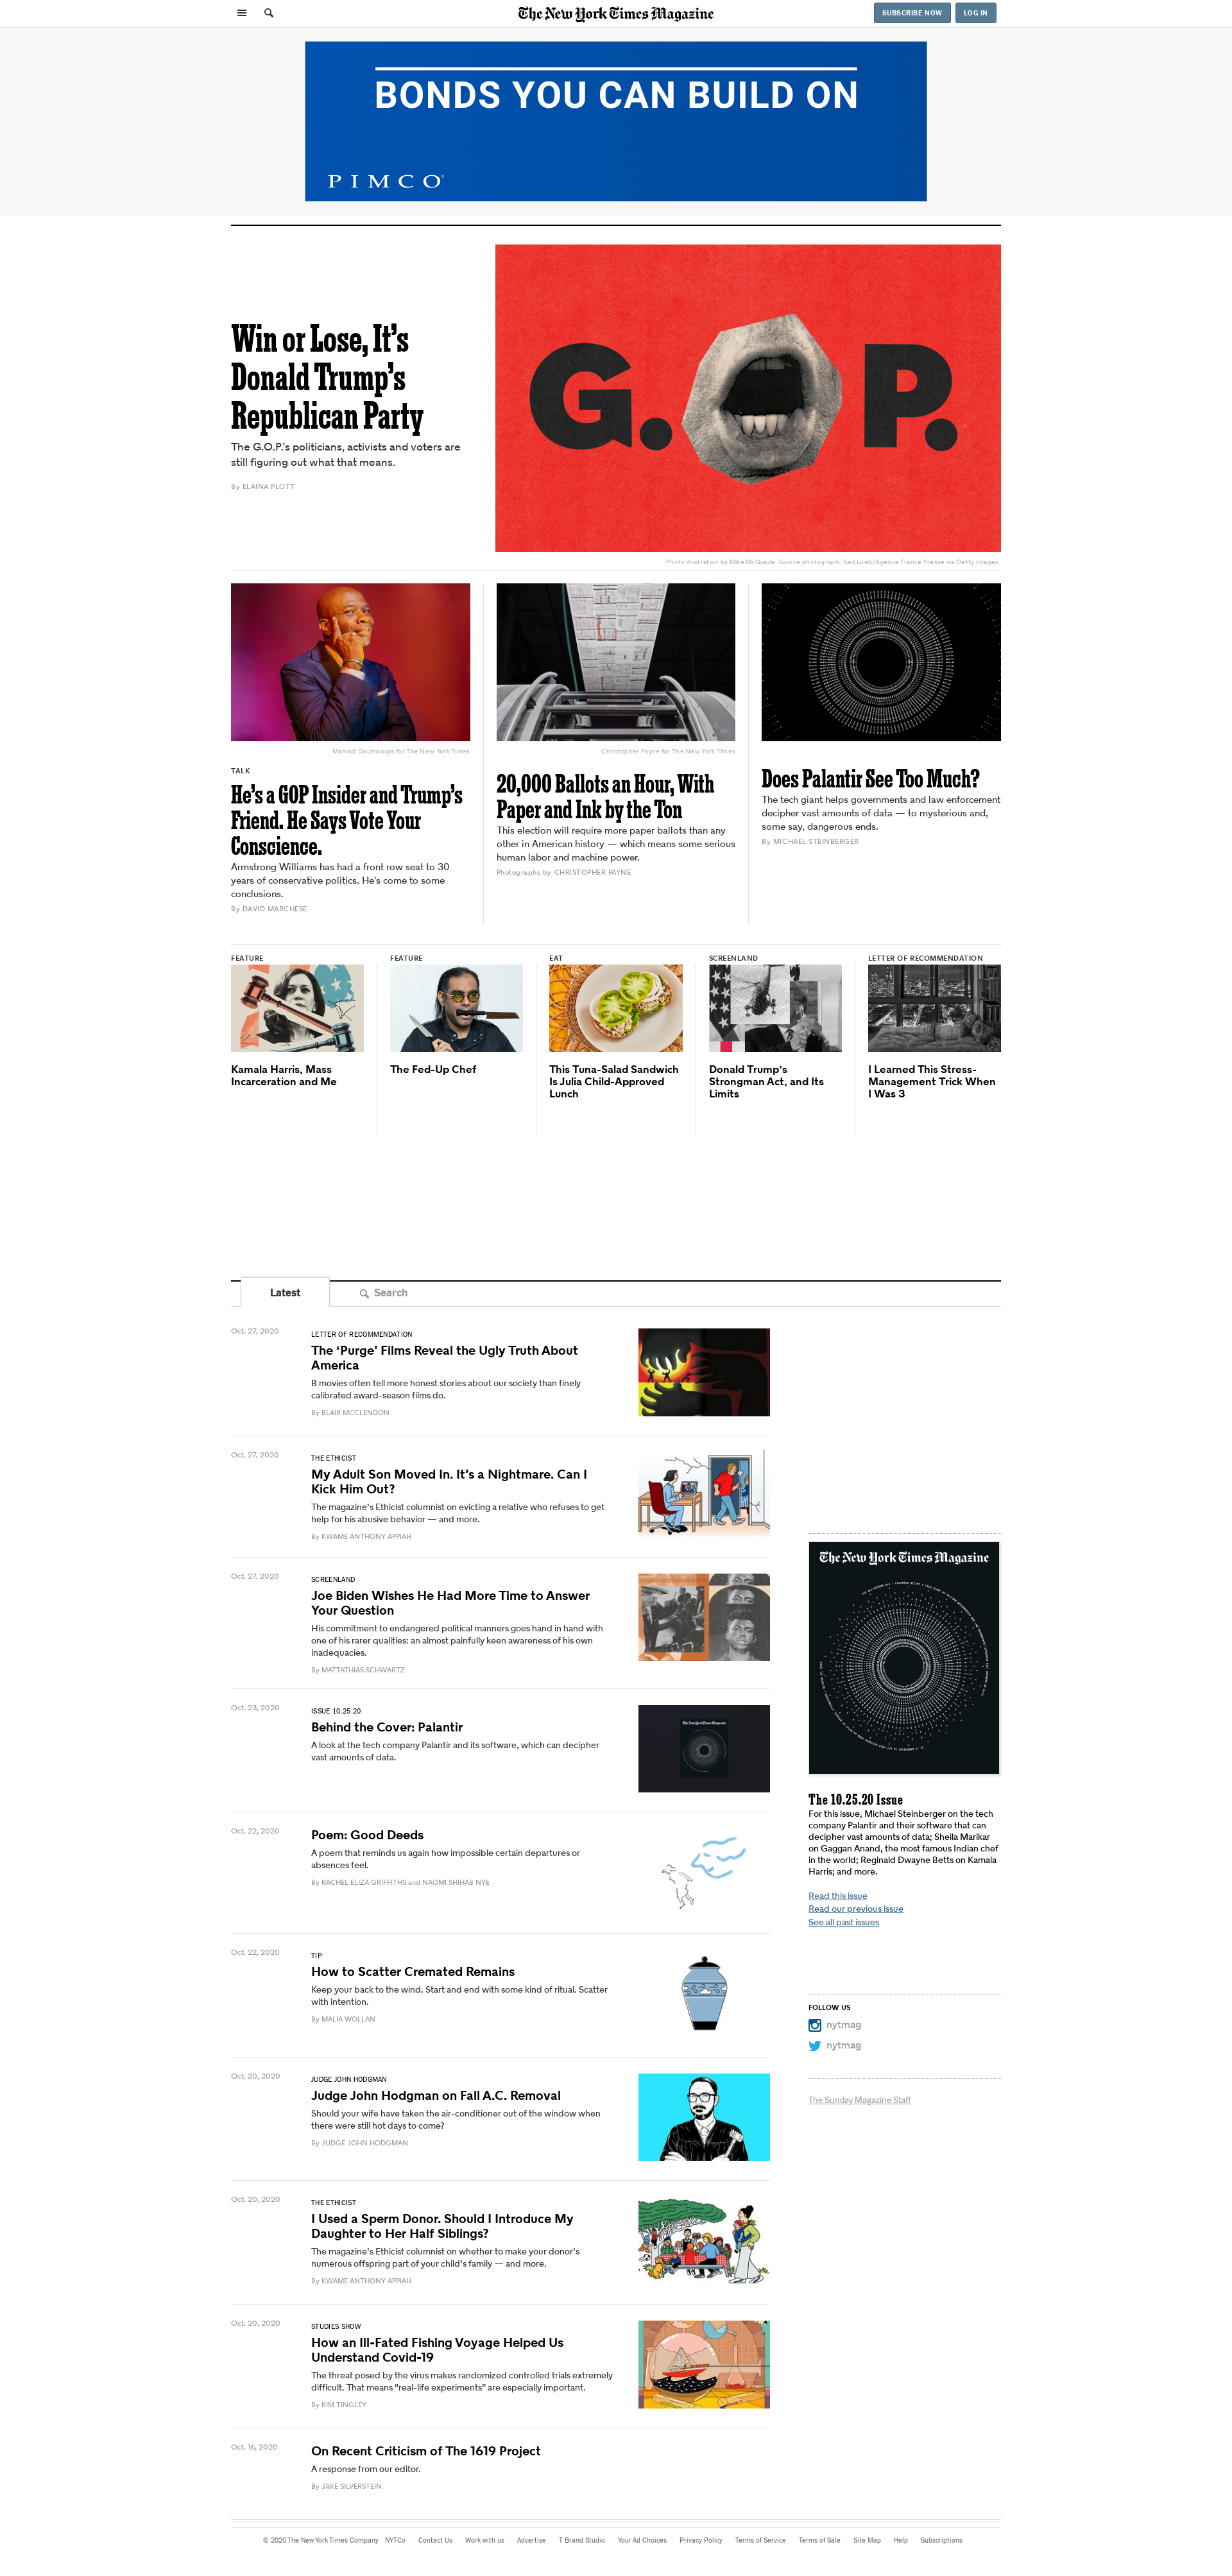 The New York Times Magazine
SUBSCRIBE NOW
LOG IN
BONDS YOU CAN BUILD ON
PIMCO
Win or Lose, It’s
Donald Trump’s
Republican Party
The G.O.P.’s politicians, activists and voters are
still figuring out what that means.
By ELAINA PLOTT
G. P.
Photo illustration by Mike McQuade. Source photograph: Saul Loeb/Agence France Presse via Getty Images.
Mamadi Doumbouya for The New York Times
TALK
He’s a GOP Insider and Trump’s
Friend. He Says Vote Your
Conscience.
Armstrong Williams has had a front row seat to 30
years of conservative politics. He’s come to some
conclusions.
By DAVID MARCHESE
Christopher Payne for The New York Times
20,000 Ballots an Hour, With
Paper and Ink by the Ton
This election will require more paper ballots than any
other in American history — which means some serious
human labor and machine power.
Photographs by CHRISTOPHER PAYNE
Does Palantir See Too Much?
The tech giant helps governments and law enforcement
decipher vast amounts of data — to mysterious and,
some say, dangerous ends.
By MICHAEL STEINBERGER
FEATURE
Kamala Harris, Mass
Incarceration and Me
FEATURE
The Fed-Up Chef
EAT
This Tuna-Salad Sandwich
Is Julia Child-Approved
Lunch
SCREENLAND
Donald Trump’s
Strongman Act, and Its
Limits
LETTER OF RECOMMENDATION
I Learned This Stress-
Management Trick When
I Was 3
Latest
Search
Oct. 27, 2020
LETTER OF RECOMMENDATION
The ‘Purge’ Films Reveal the Ugly Truth About
America
B movies often tell more honest stories about our society than finely
calibrated award-season films do.
By BLAIR MCCLENDON
Oct. 27, 2020
THE ETHICIST
My Adult Son Moved In. It’s a Nightmare. Can I
Kick Him Out?
The magazine’s Ethicist columnist on evicting a relative who refuses to get
help for his abusive behavior — and more.
By KWAME ANTHONY APPIAH
Oct. 27, 2020
SCREENLAND
Joe Biden Wishes He Had More Time to Answer
Your Question
His commitment to endangered political manners goes hand in hand with
one of his rarer qualities: an almost painfully keen awareness of his own
inadequacies.
By MATTATHIAS SCHWARTZ
Oct. 23, 2020
ISSUE 10.25.20
Behind the Cover: Palantir
A look at the tech company Palantir and its software, which can decipher
vast amounts of data.
The New York Times Magazine
Oct. 22, 2020
Poem: Good Deeds
A poem that reminds us again how impossible certain departures or
absences feel.
By RACHEL ELIZA GRIFFITHS and NAOMI SHIHAB NYE
Oct. 22, 2020
TIP
How to Scatter Cremated Remains
Keep your back to the wind. Start and end with some kind of ritual. Scatter
with intention.
By MALIA WOLLAN
Oct. 20, 2020
JUDGE JOHN HODGMAN
Judge John Hodgman on Fall A.C. Removal
Should your wife have taken the air-conditioner out of the window when
there were still hot days to come?
By JUDGE JOHN HODGMAN
Oct. 20, 2020
THE ETHICIST
I Used a Sperm Donor. Should I Introduce My
Daughter to Her Half Siblings?
The magazine’s Ethicist columnist on whether to make your donor’s
numerous offspring part of your child’s family — and more.
By KWAME ANTHONY APPIAH
Oct. 20, 2020
STUDIES SHOW
How an Ill-Fated Fishing Voyage Helped Us
Understand Covid-19
The threat posed by the virus makes randomized controlled trials extremely
difficult. That means “real-life experiments” are especially important.
By KIM TINGLEY
Oct. 16, 2020
On Recent Criticism of The 1619 Project
A response from our editor.
By JAKE SILVERSTEIN
The New York Times Magazine
The 10.25.20 Issue
For this issue, Michael Steinberger on the tech
company Palantir and their software that can
decipher vast amounts of data; Sheila Marikar
on Gaggan Anand, the most famous Indian chef
in the world; Reginald Dwayne Betts on Kamala
Harris; and more.
Read this issue
Read our previous issue
See all past issues
FOLLOW US
nytmag
nytmag
The Sunday Magazine Staff
© 2020 The New York Times Company NYTCo Contact Us Work with us Advertise T Brand Studio Your Ad Choices Privacy Policy Terms of Service Terms of Sale Site Map Help Subscriptions